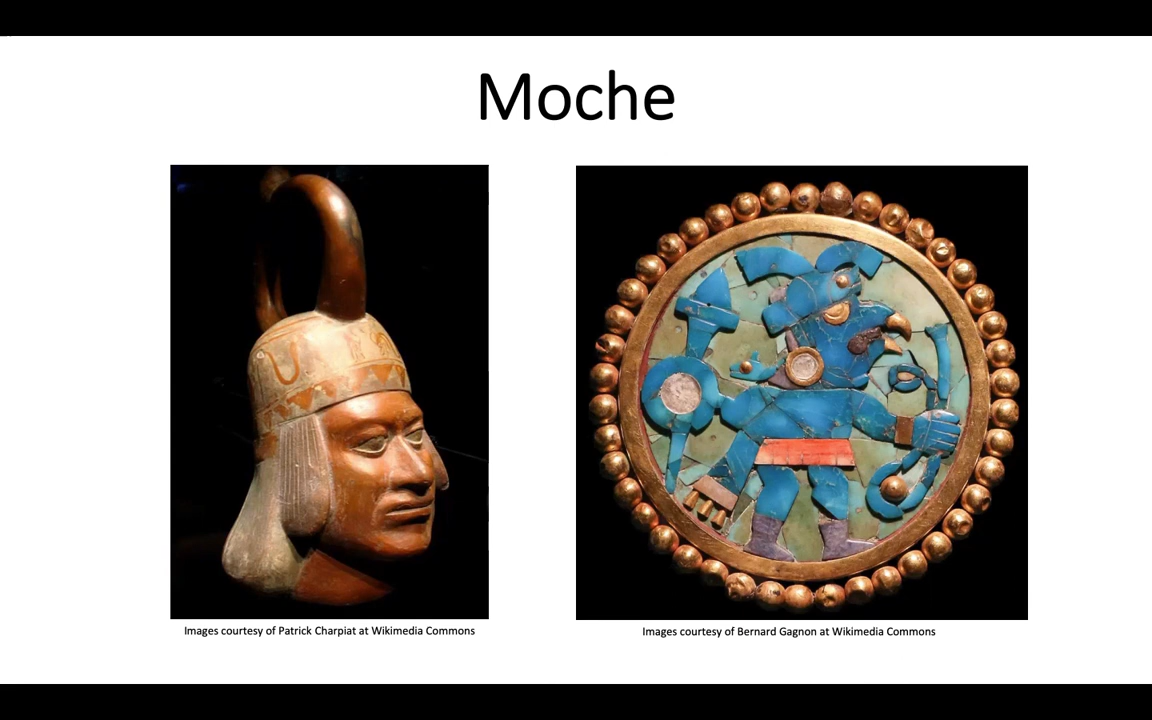 Moche
Images courtesy of Patrick Charpiat at Wikimedia Commons
Images courtesy of Bernard Gagnon at Wikimedia Commons